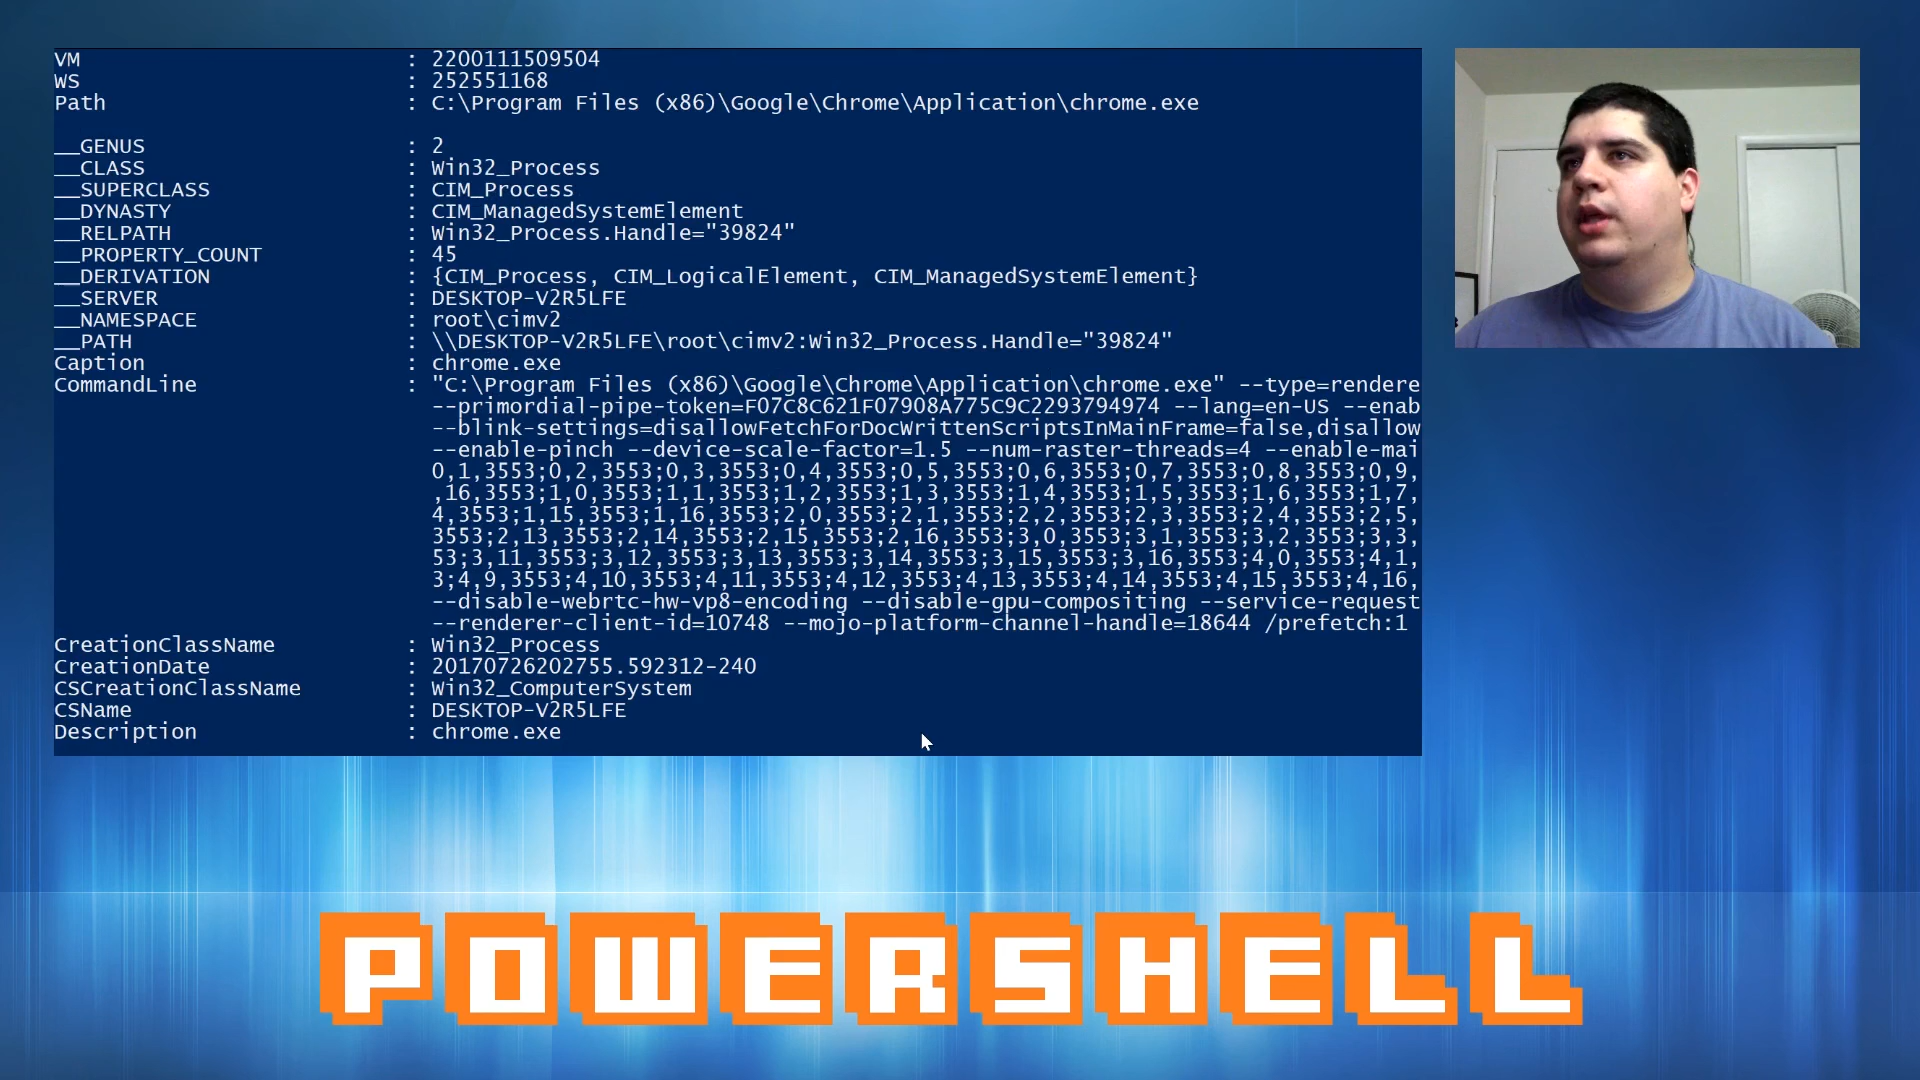 VM : 2200111509504
WS : 252551168
Path : C:\Program Files (x86)\Google\Chrome\Application\chrome.exe
__GENUS : 2
__CLASS : Win32_Process
__SUPERCLASS : CIM_Process
__DYNASTY : CIM_ManagedSystemElement
__RELPATH : Win32_Process.Handle="39824"
__PROPERTY_COUNT : 45
__DERIVATION : {CIM_Process, CIM_LogicalElement, CIM_ManagedSystemElement}
__SERVER : DESKTOP-V2R5LFE
__NAMESPACE : root\cimv2
__PATH : \\DESKTOP-V2R5LFE\root\cimv2:Win32_Process.Handle="39824"
Caption : chrome.exe
CommandLine : "C:\Program Files (x86)\Google\Chrome\Application\chrome.exe" --type=rendere
--primordial-pipe-token=F07C8C621F07908A775C9C2293794974 --lang=en-US --enab
--blink-settings=disallowFetchForDocWrittenScriptsInMainFrame=false,disallow
--enable-pinch --device-scale-factor=1.5 --num-raster-threads=4 --enable-mai
0,1,3553;0,2,3553;0,3,3553;0,4,3553;0,5,3553;0,6,3553;0,7,3553;0,8,3553;0,9,
,16,3553;1,0,3553;1,1,3553;1,2,3553;1,3,3553;1,4,3553;1,5,3553;1,6,3553;1,7,
4,3553;1,15,3553;1,16,3553;2,0,3553;2,1,3553;2,2,3553;2,3,3553;2,4,3553;2,5,
3553;2,13,3553;2,14,3553;2,15,3553;2,16,3553;3,0,3553;3,1,3553;3,2,3553;3,3,
53;3,11,3553;3,12,3553;3,13,3553;3,14,3553;3,15,3553;3,16,3553;4,0,3553;4,1,
3;4,9,3553;4,10,3553;4,11,3553;4,12,3553;4,13,3553;4,14,3553;4,15,3553;4,16,
--disable-webrtc-hw-vp8-encoding --disable-gpu-compositing --service-request
--renderer-client-id=10748 --mojo-platform-channel-handle=18644 /prefetch:1
CreationClassName : Win32_Process
CreationDate : 20170726202755.592312-240
CSCreationClassName : Win32_ComputerSystem
CSName : DESKTOP-V2R5LFE
Description : chrome.exe
POWERSHELL